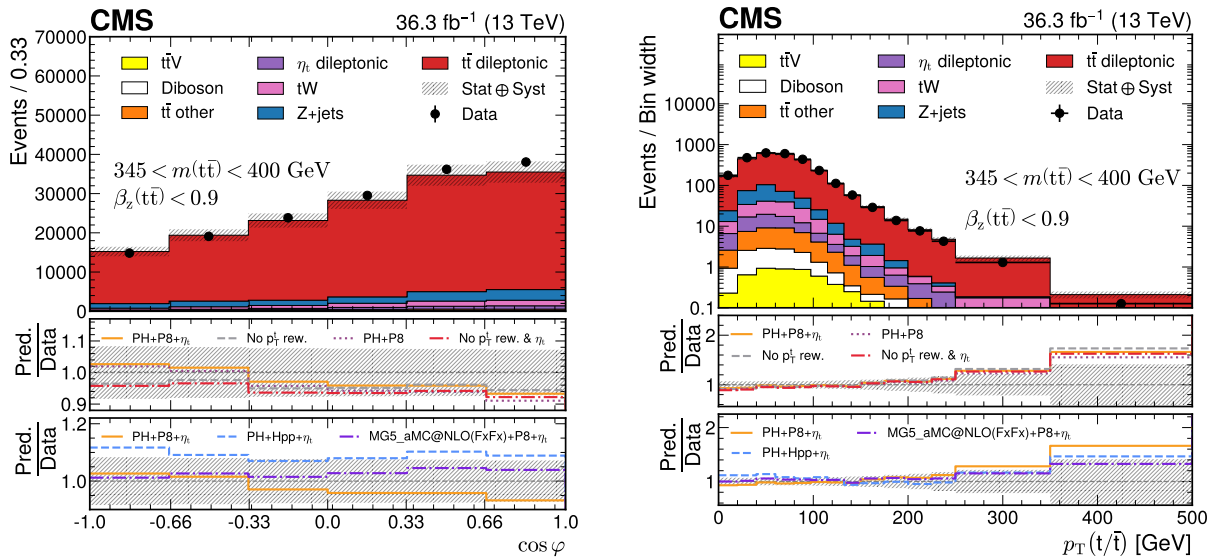 CMS 36.3 fb⁻¹ (13 TeV)
Events / 0.33
70000
60000
50000
40000
30000
20000
10000
0
tt̄V
Diboson
tt̄ other
ηt dileptonic
tW
Z+jets
tt̄ dileptonic
Stat ⊕ Syst
Data
345 < m(tt̄) < 400 GeV
βz(tt̄) < 0.9
Pred.
Data
1.1
1.0
0.9
PH+P8+ηt
No pTt rew.
PH+P8
No pTt rew. & ηt
Pred.
Data
1.2
1.1
1.0
PH+P8+ηt
PH+Hpp+ηt
MG5_aMC@NLO(FxFx)+P8+ηt
-1.0 -0.66 -0.33 0.0 0.33 0.66 1.0
cos φ
CMS 36.3 fb⁻¹ (13 TeV)
Events / Bin width
10000
1000
100
10
1
0.1
tt̄V
Diboson
tt̄ other
ηt dileptonic
tW
Z+jets
tt̄ dileptonic
Stat ⊕ Syst
Data
345 < m(tt̄) < 400 GeV
βz(tt̄) < 0.9
Pred.
Data
2
1
PH+P8+ηt
No pTt rew.
PH+P8
No pTt rew. & ηt
Pred.
Data
2
1
PH+P8+ηt
PH+Hpp+ηt
MG5_aMC@NLO(FxFx)+P8+ηt
0 100 200 300 400 500
pT(t/t̄) [GeV]